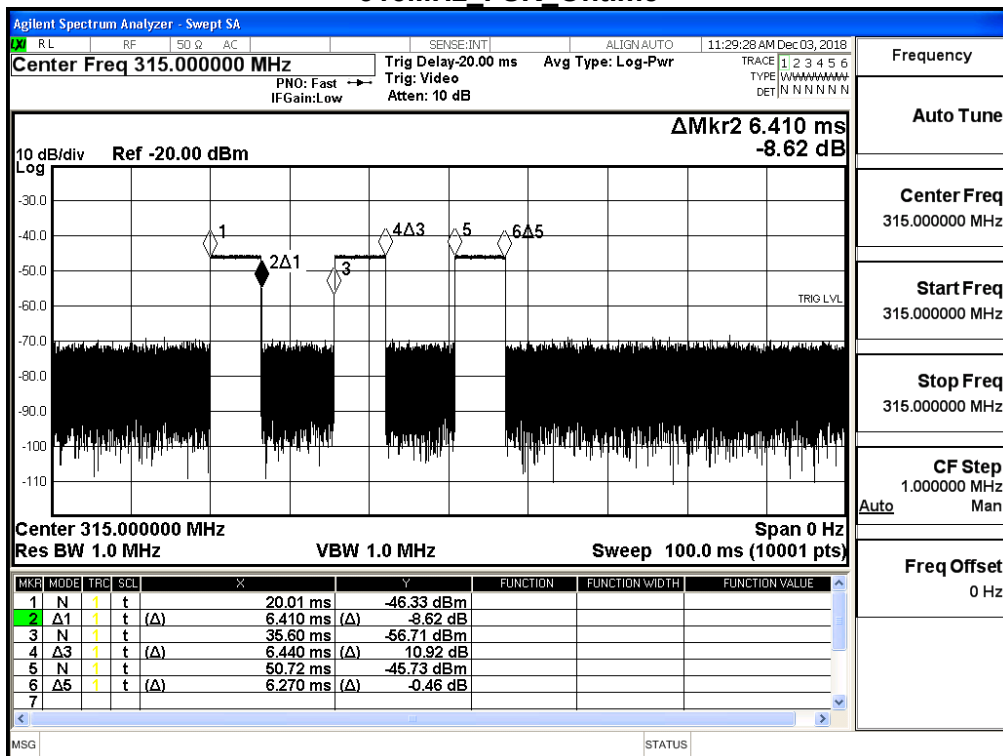 Agilent Spectrum Analyzer - Swept SA
LXI RL RF 50 Ω AC SENSE:INT ALIGN AUTO 11:29:28 AM Dec 03, 2018
Center Freq 315.000000 MHz
PNO: Fast
IFGain:Low
Trig Delay-20.00 ms
Trig: Video
Atten: 10 dB
Avg Type: Log-Pwr
TRACE 1 2 3 4 5 6
TYPE
DET N N N N N N
ΔMkr2 6.410 ms
-8.62 dB
10 dB/div Ref -20.00 dBm
Log
-30.0
-40.0
-50.0
-60.0
-70.0
-80.0
-90.0
-100
-110
1
2Δ1
3
4Δ3
5
6Δ5
TRIG LVL
Center 315.000000 MHz Span 0 Hz
Res BW 1.0 MHz VBW 1.0 MHz Sweep 100.0 ms (10001 pts)
MKR MODE TRC SCL X Y FUNCTION FUNCTION WIDTH FUNCTION VALUE
1 N 1 t 20.01 ms -46.33 dBm
2 Δ1 1 t (Δ) 6.410 ms (Δ) -8.62 dB
3 N 1 t 35.60 ms -56.71 dBm
4 Δ3 1 t (Δ) 6.440 ms (Δ) 10.92 dB
5 N 1 t 50.72 ms -45.73 dBm
6 Δ5 1 t (Δ) 6.270 ms (Δ) -0.46 dB
7
MSG STATUS
Frequency
Auto Tune
Center Freq
315.000000 MHz
Start Freq
315.000000 MHz
Stop Freq
315.000000 MHz
CF Step
1.000000 MHz
Auto Man
Freq Offset
0 Hz